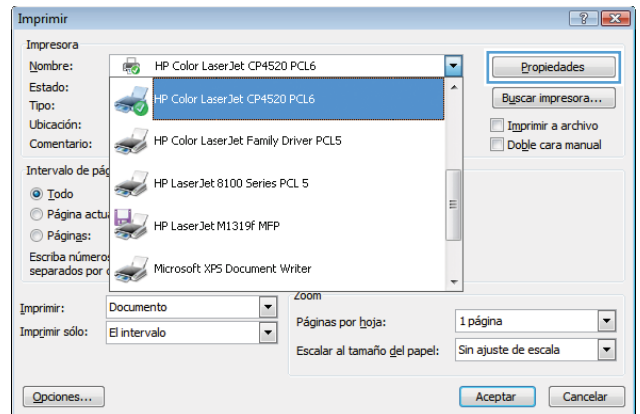 Imprimir
Impresora
Nombre:
HP Color LaserJet CP4520 PCL6
Propiedades
Estado:
HP Color LaserJet CP4520 PCL6
Buscar impresora...
Tipo:
Ubicación:
Imprimir a archivo
Comentario:
HP Color LaserJet Family Driver PCL5
Doble cara manual
Intervalo de pág
HP LaserJet 8100 Series PCL 5
Todo
Página actu
HP LaserJet M1319f MFP
Páginas:
Escriba número
separados por
Microsoft XPS Document Writer
Zoom
Imprimir:
Documento
Páginas por hoja:
1 página
Imprimir sólo:
El intervalo
Escalar al tamaño del papel:
Sin ajuste de escala
Opciones...
Aceptar
Cancelar